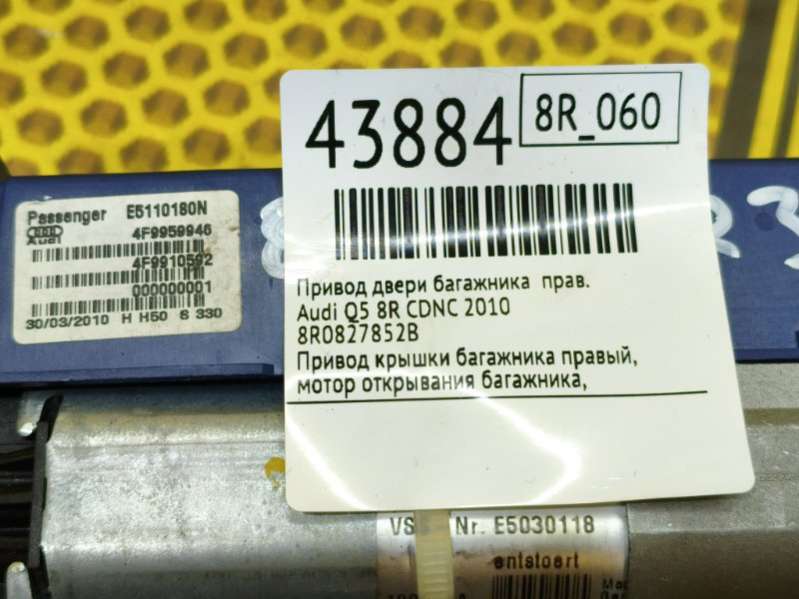 43884
8R_060
Привод двери багажника прав.
Audi Q5 8R CDNC 2010
8R0827852B
Привод крышки багажника правый,
мотор открывания багажника,
Passenger E5110180N
Audi 4F9959946
4F9910592
000000001
30/03/2010 H H50 S 330
Nr. E5030118
entstoert